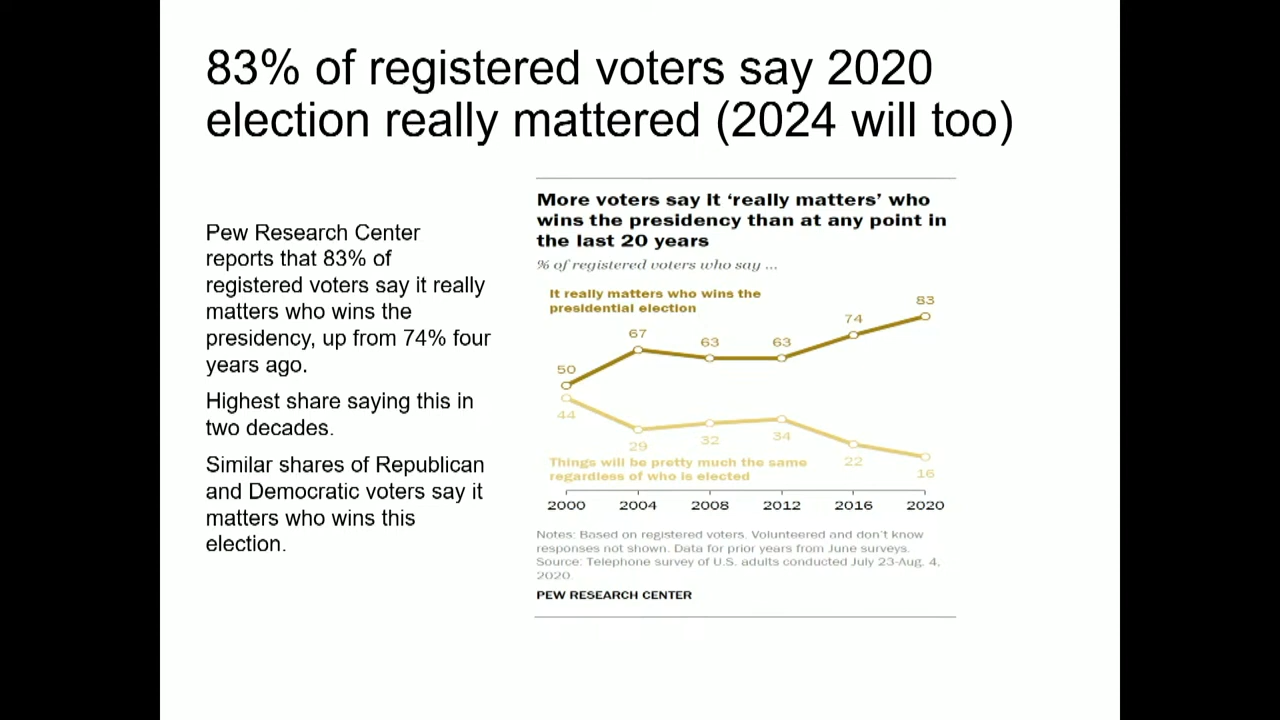 83% of registered voters say 2020
election really mattered (2024 will too)
Pew Research Center
reports that 83% of
registered voters say it really
matters who wins the
presidency, up from 74% four
years ago.
Highest share saying this in
two decades.
Similar shares of Republican
and Democratic voters say it
matters who wins this
election.
More voters say it ‘really matters’ who
wins the presidency than at any point in
the last 20 years
% of registered voters who say ...
It really matters who wins the
presidential election
50
67
63
63
74
83
44
29
32
34
22
16
Things will be pretty much the same
regardless of who is elected
2000 2004 2008 2012 2016 2020
Notes: Based on registered voters. Volunteered and don’t know
responses not shown. Data for prior years from June surveys.
Source: Telephone survey of U.S. adults conducted July 23-Aug. 4,
2020
PEW RESEARCH CENTER